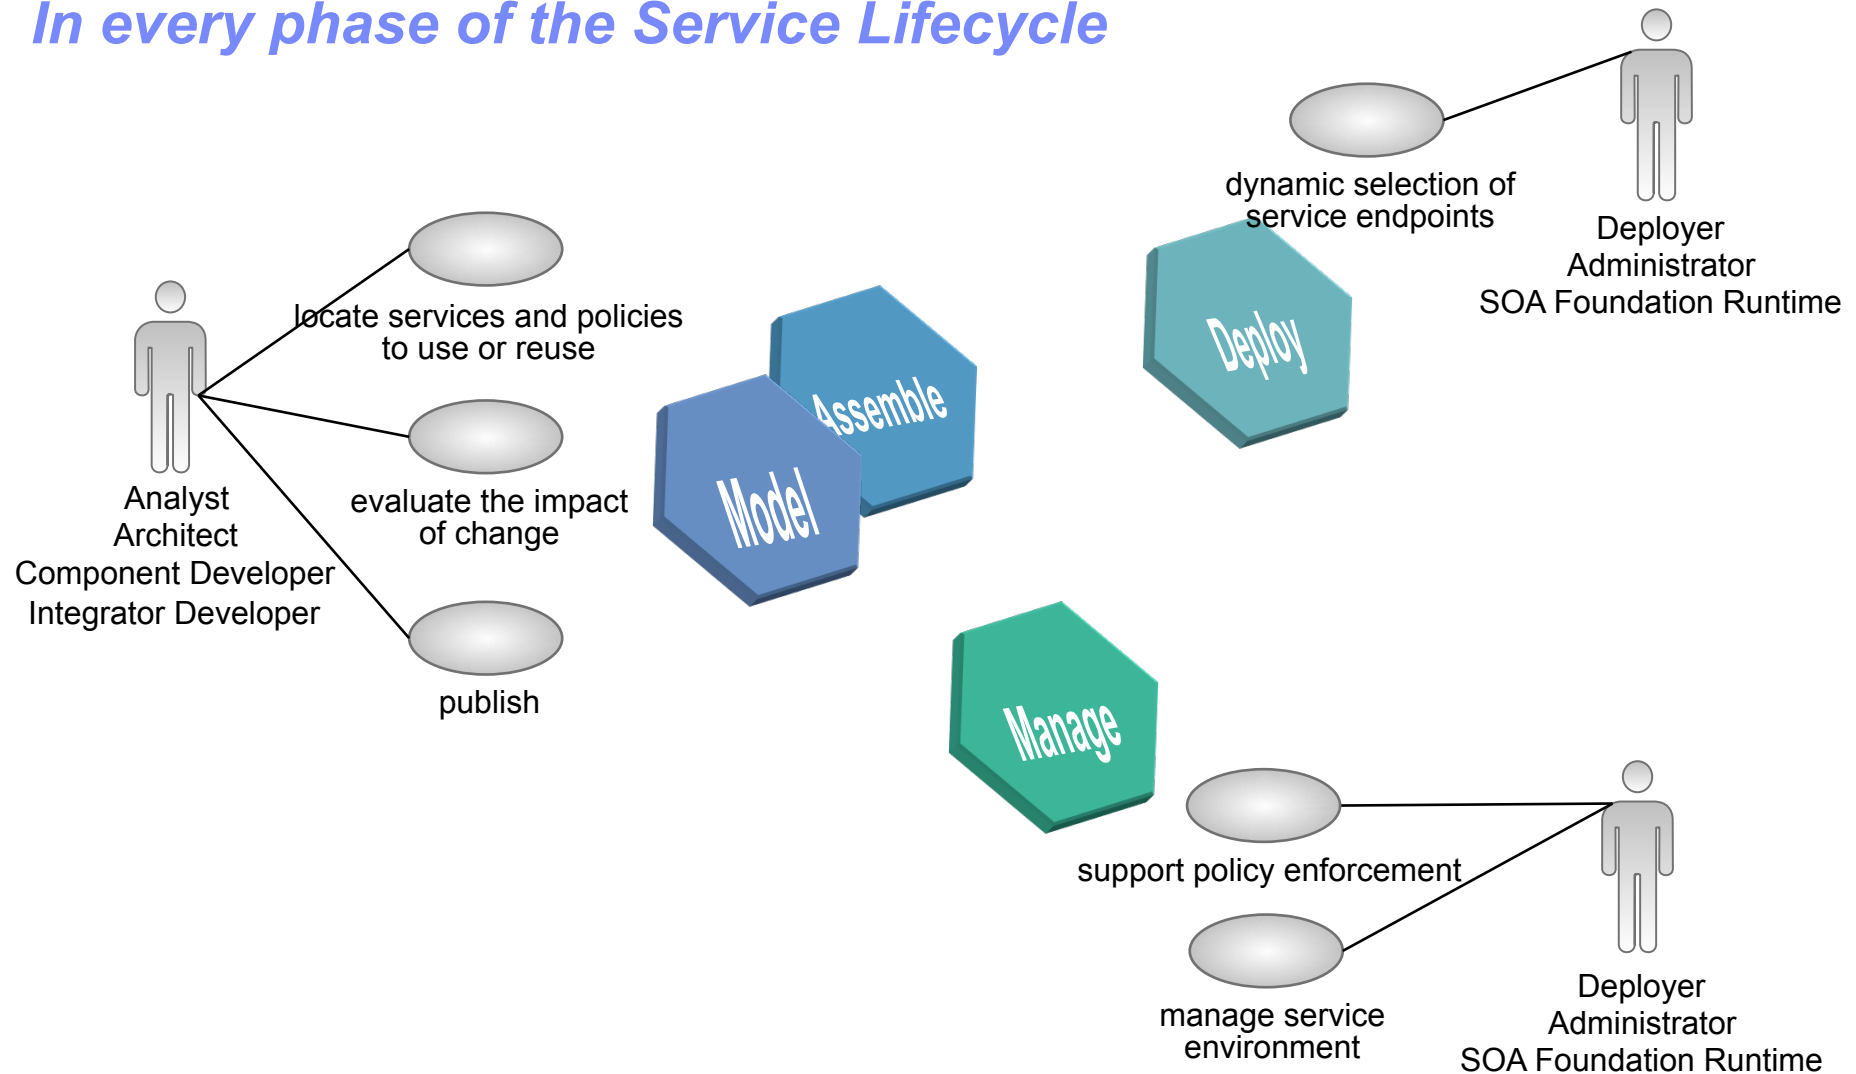 In every phase of the Service Lifecycle
dynamic selection of
service endpoints
Deployer
Administrator
SOA Foundation Runtime
locate services and policies
to use or reuse
evaluate the impact
of change
publish
Analyst
Architect
Component Developer
Integrator Developer
Assemble
Model
Deploy
Manage
support policy enforcement
manage service
environment
Deployer
Administrator
SOA Foundation Runtime